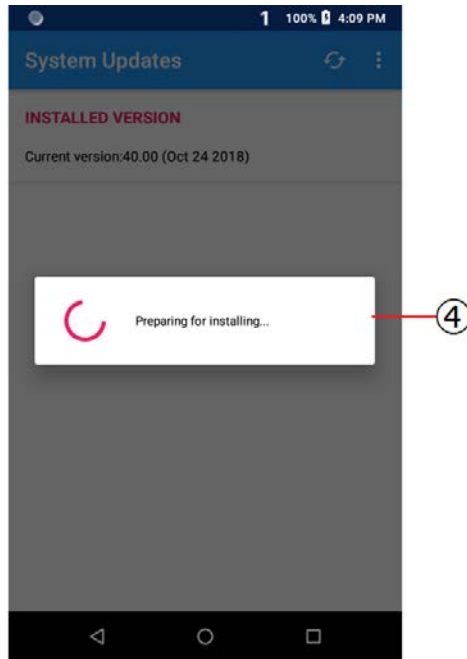 1 100% 4:09 PM
System Updates
INSTALLED VERSION
Current version:40.00 (Oct 24 2018)
Preparing for installing...
④